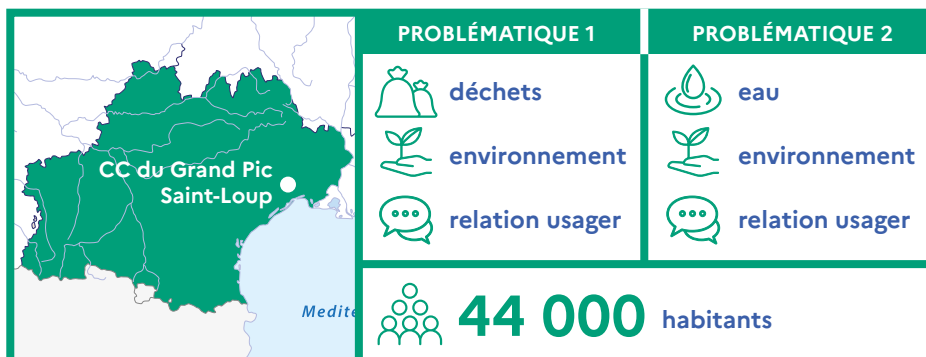 CC du Grand Pic
Saint-Loup
PROBLÉMATIQUE 1
déchets
environnement
relation usager
PROBLÉMATIQUE 2
eau
environnement
relation usager
44 000 habitants
Medite